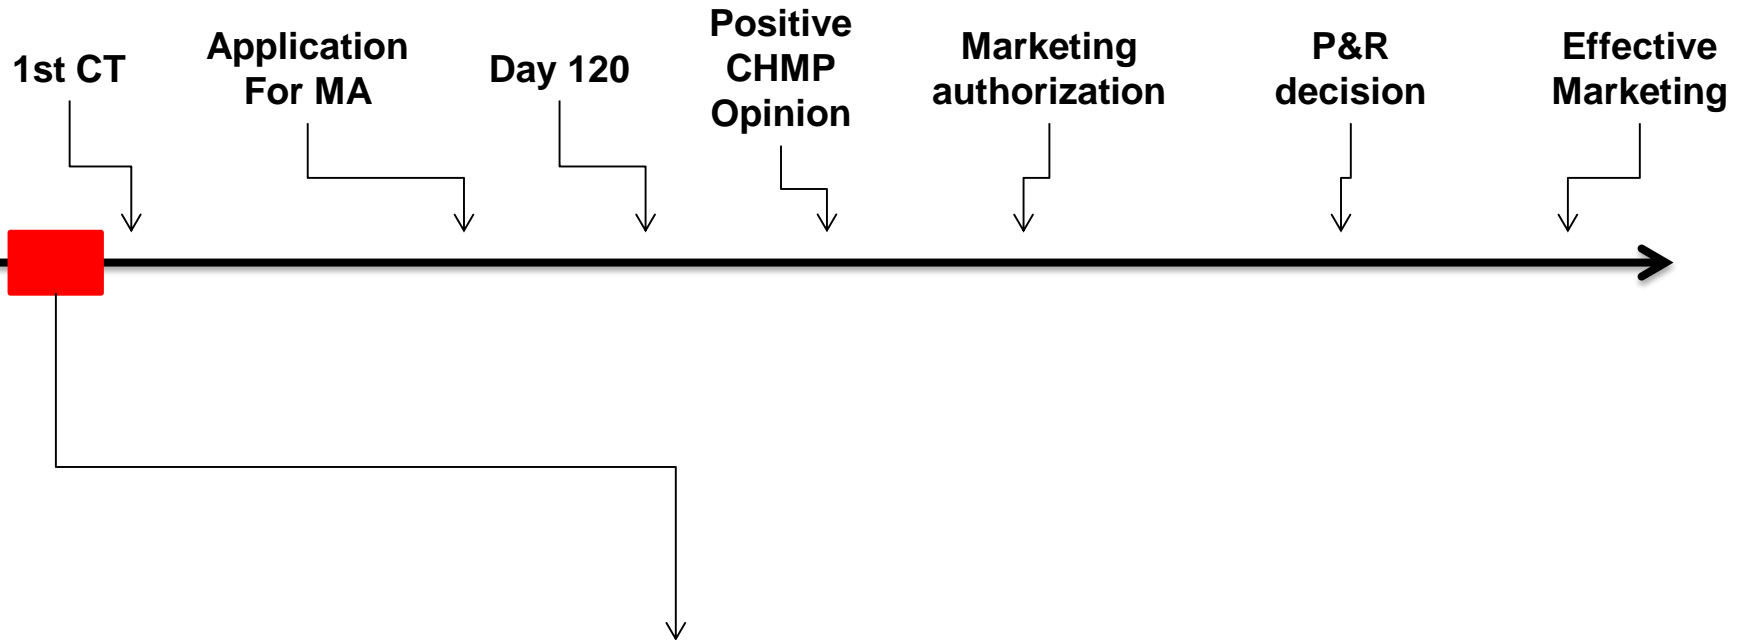 1st CT
Application
For MA
Day 120
Positive
CHMP
Opinion
Marketing
authorization
P&R
decision
Effective
Marketing